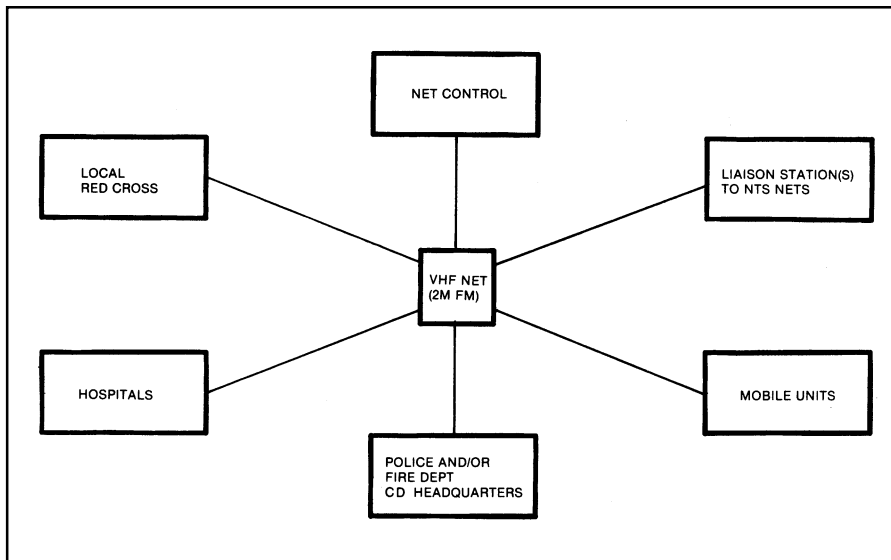 NET CONTROL
LOCAL
RED CROSS
LIAISON STATION(S)
TO NTS NETS
VHF NET
(2M FM)
HOSPITALS
MOBILE UNITS
POLICE AND/OR
FIRE DEPT
CD HEADQUARTERS